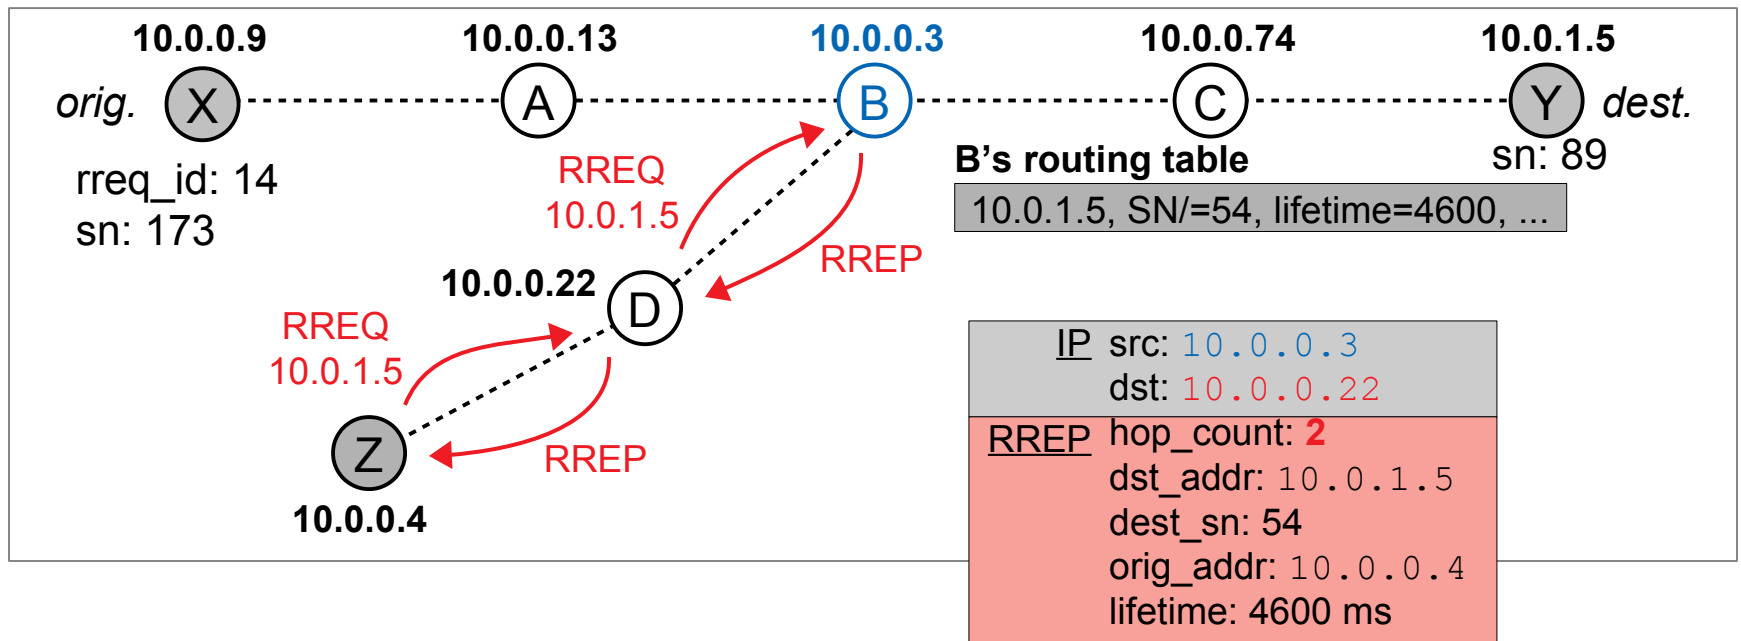 10.0.0.9 10.0.0.13 10.0.0.3 10.0.0.74 10.0.1.5
orig. X A B C Y dest.
rreq_id: 14
sn: 173
sn: 89
B's routing table
10.0.1.5, SN/=54, lifetime=4600, ...
RREQ
10.0.1.5
RREP
10.0.0.22 D
RREQ
10.0.1.5
RREP
Z
10.0.0.4
IP src: 10.0.0.3
dst: 10.0.0.22
RREP hop_count: 2
dst_addr: 10.0.1.5
dest_sn: 54
orig_addr: 10.0.0.4
lifetime: 4600 ms